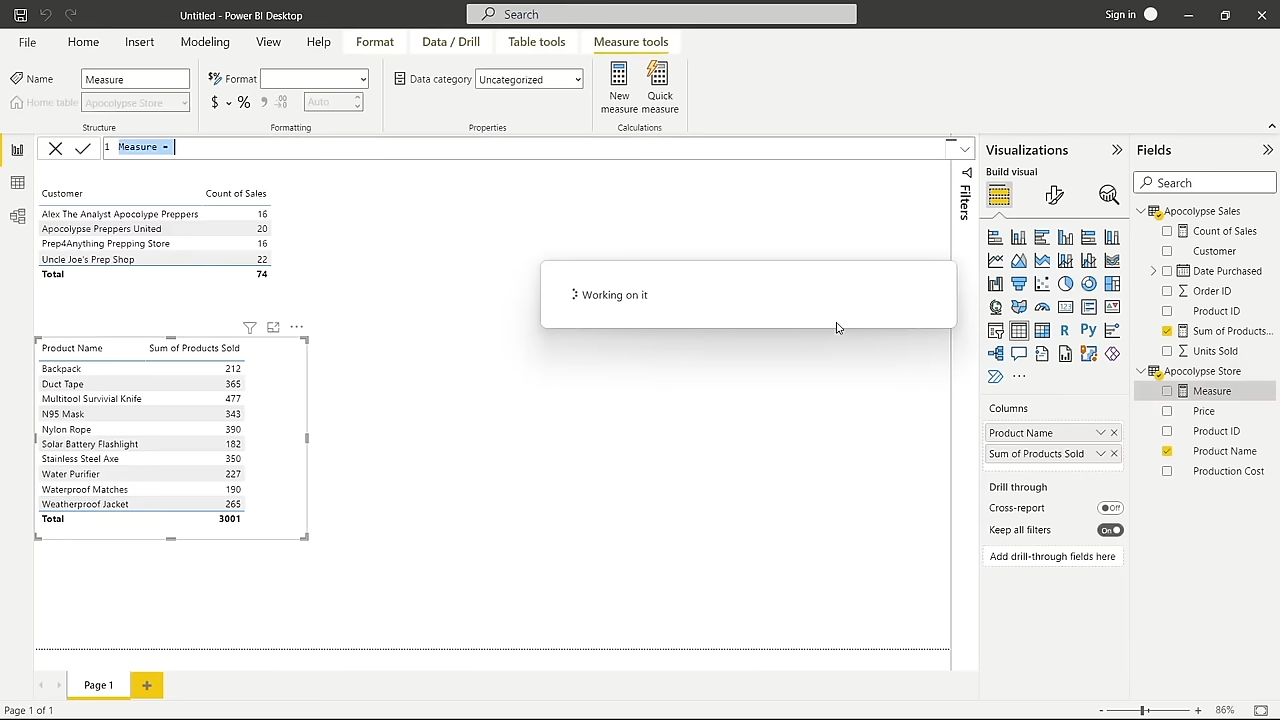 Untitled - Power BI Desktop
Search
Sign in
File Home Insert Modeling View Help Format Data / Drill Table tools Measure tools
Name Measure
Home table Apocolypse Store
Structure
Format
$ % Auto
Formatting
Data category Uncategorized
Properties
New measure
Quick measure
Calculations
1 Measure =
Customer Count of Sales
Alex The Analyst Apocolype Preppers 16
Apocolypse Preppers United 20
Prep4Anything Prepping Store 16
Uncle Joe's Prep Shop 22
Total 74
Working on it
Product Name Sum of Products Sold
Backpack 212
Duct Tape 365
Multitool Survivial Knife 477
N95 Mask 343
Nylon Rope 390
Solar Battery Flashlight 182
Stainless Steel Axe 350
Water Purifier 227
Waterproof Matches 190
Weatherproof Jacket 265
Total 3001
Filters
Visualizations
Build visual
R Py
Columns
Product Name
Sum of Products Sold
Drill through
Cross-report Off
Keep all filters On
Add drill-through fields here
Fields
Search
Apocolypse Sales
Count of Sales
Customer
Date Purchased
Order ID
Product ID
Sum of Products...
Units Sold
Apocolypse Store
Measure
Price
Product ID
Product Name
Production Cost
Page 1
Page 1 of 1
86%